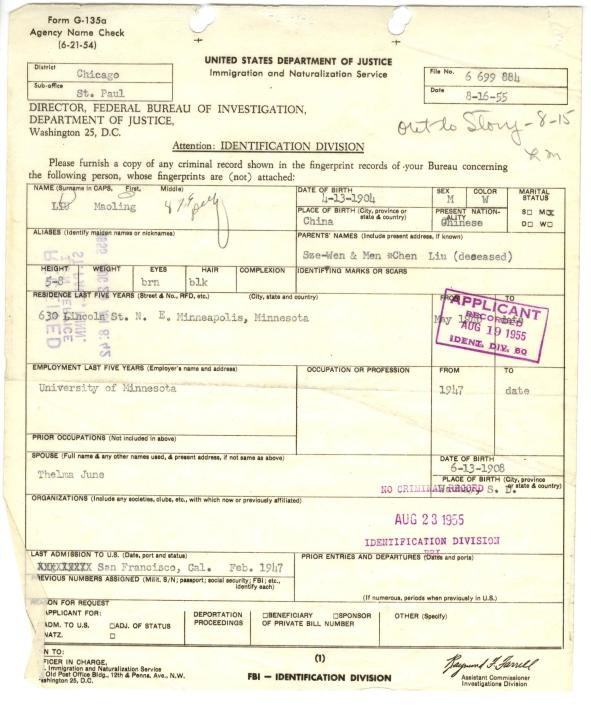 Form G-135a
Agency Name Check
(6-21-54)
UNITED STATES DEPARTMENT OF JUSTICE
Immigration and Naturalization Service
District
Chicago
Sub-office
St. Paul
File No. 6 699 884
Date
8-16-55
out to Story - 8-15
DIRECTOR, FEDERAL BUREAU OF INVESTIGATION,
DEPARTMENT OF JUSTICE,
Washington 25, D.C.
Attention: IDENTIFICATION DIVISION
Please furnish a copy of any criminal record shown in the fingerprint records of your Bureau concerning
the following person, whose fingerprints are (not) attached:
NAME (Surname in CAPS, First, Middle)
LIU Maoling
DATE OF BIRTH
4-13-1904
SEX
M
COLOR
W
MARITAL STATUS
S□ MX
D□ W□
PLACE OF BIRTH (City, province or state & country)
China
PRESENT NATIONALITY
Chinese
ALIASES (Identify maiden names or nicknames)
PARENTS' NAMES (Include present address, if known)
Sze-Wen & Men *Chen Liu (deceased)
HEIGHT
5-8
WEIGHT
EYES
brn
HAIR
blk
COMPLEXION
IDENTIFYING MARKS OR SCARS
RESIDENCE LAST FIVE YEARS (Street & No., RFD, etc.) (City, state and country)
630 Lincoln St. N. E, Minneapolis, Minnesota
FROM
May
TO
APPLICANT
RECORDED
AUG 19 1955
IDENT. DIV. 80
EMPLOYMENT LAST FIVE YEARS (Employer's name and address)
University of Minnesota
OCCUPATION OR PROFESSION
FROM
1947
TO
date
PRIOR OCCUPATIONS (Not included in above)
SPOUSE (Full name & any other names used, & present address, if not same as above)
Thelma June
DATE OF BIRTH
6-13-1908
PLACE OF BIRTH (City, province or state & country)
S. D.
NO CRIMINAL RECORD
ORGANIZATIONS (Include any societies, clubs, etc., with which now or previously affiliated)
AUG 23 1955
IDENTIFICATION DIVISION
FBI
LAST ADMISSION TO U.S. (Date, port and status)
San Francisco, Cal. Feb. 1947
PRIOR ENTRIES AND DEPARTURES (Dates and ports)
PREVIOUS NUMBERS ASSIGNED (Milit. S/N; passport; social security; FBI; etc., identify each)
(If numerous, periods when previously in U.S.)
ON FOR REQUEST
APPLICANT FOR:
ADM. TO U.S. □ADJ. OF STATUS
NATZ. □
DEPORTATION PROCEEDINGS
□BENEFICIARY □SPONSOR
OF PRIVATE BILL NUMBER
OTHER (Specify)
N TO:
FICER IN CHARGE,
Immigration and Naturalization Service
Old Post Office Bldg., 12th & Penna. Ave., N.W.
ashington 25, D.C.
(1)
FBI — IDENTIFICATION DIVISION
Raymond F. Farrell
Assistant Commissioner
Investigations Division